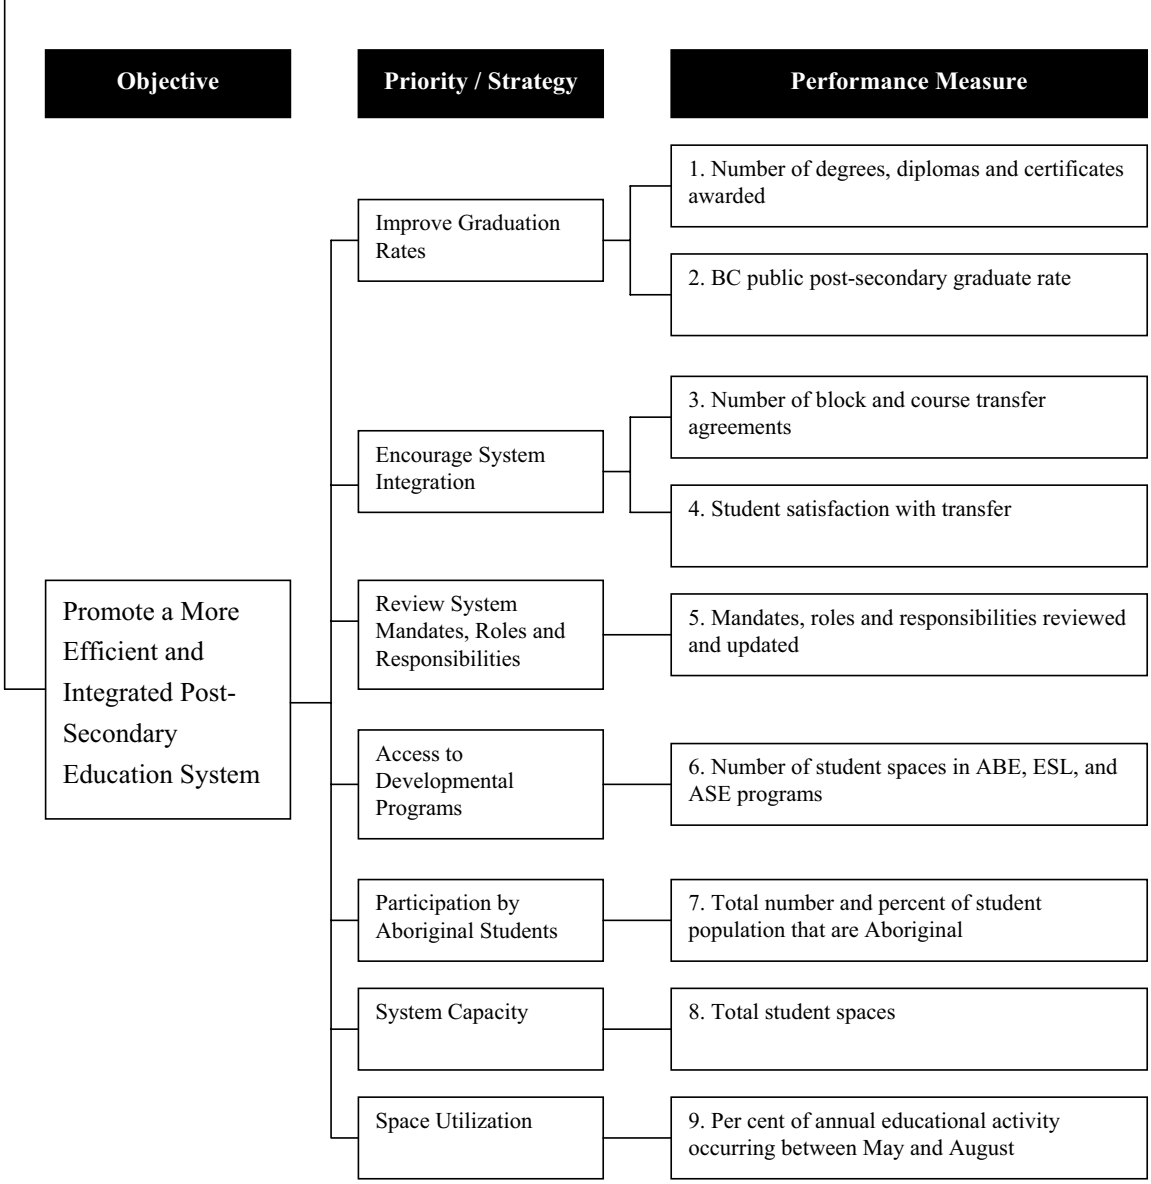 Objective
Priority / Strategy
Performance Measure
1. Number of degrees, diplomas and certificates
awarded
Improve Graduation
Rates
2. BC public post-secondary graduate rate
3. Number of block and course transfer
agreements
Encourage System
Integration
4. Student satisfaction with transfer
Promote a More
Efficient and
Integrated Post-
Secondary
Education System
Review System
Mandates, Roles and
Responsibilities
5. Mandates, roles and responsibilities reviewed
and updated
Access to
Developmental
Programs
6. Number of student spaces in ABE, ESL, and
ASE programs
Participation by
Aboriginal Students
7. Total number and percent of student
population that are Aboriginal
System Capacity
8. Total student spaces
Space Utilization
9. Per cent of annual educational activity
occurring between May and August